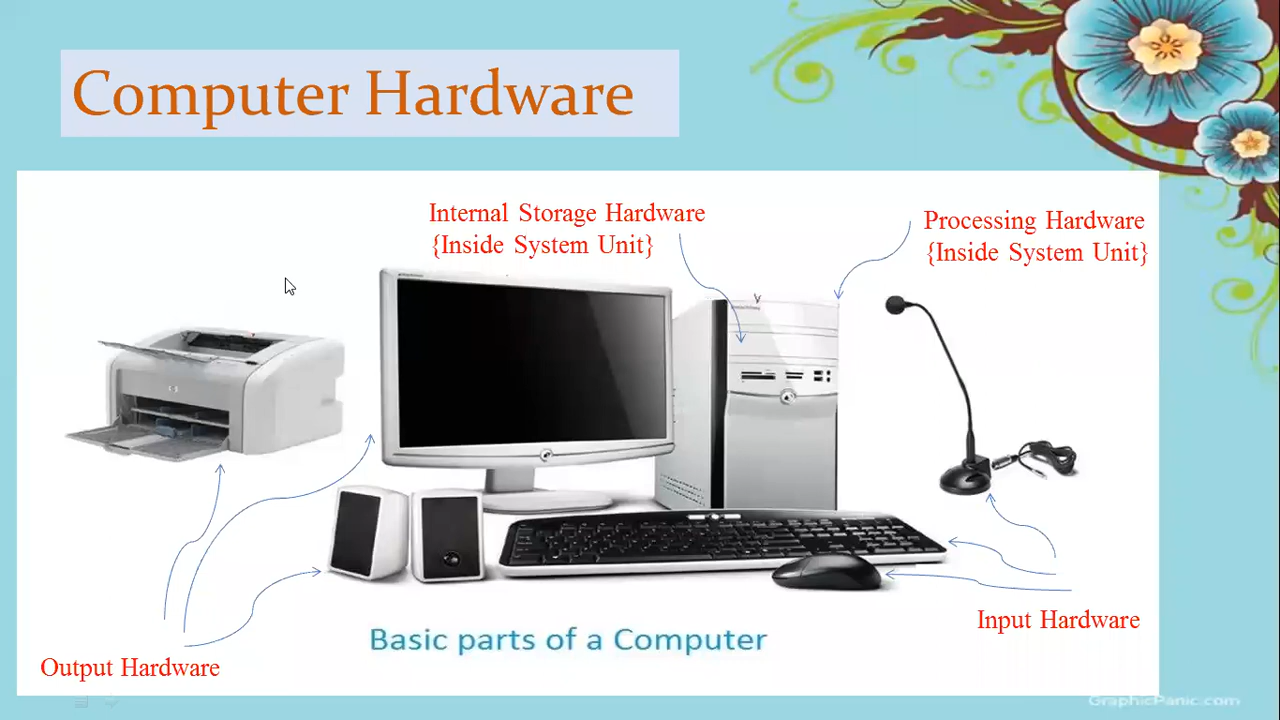 Computer Hardware
Internal Storage Hardware
{Inside System Unit}
Processing Hardware
{Inside System Unit}
Input Hardware
Basic parts of a Computer
Output Hardware
GraphicPanic.com